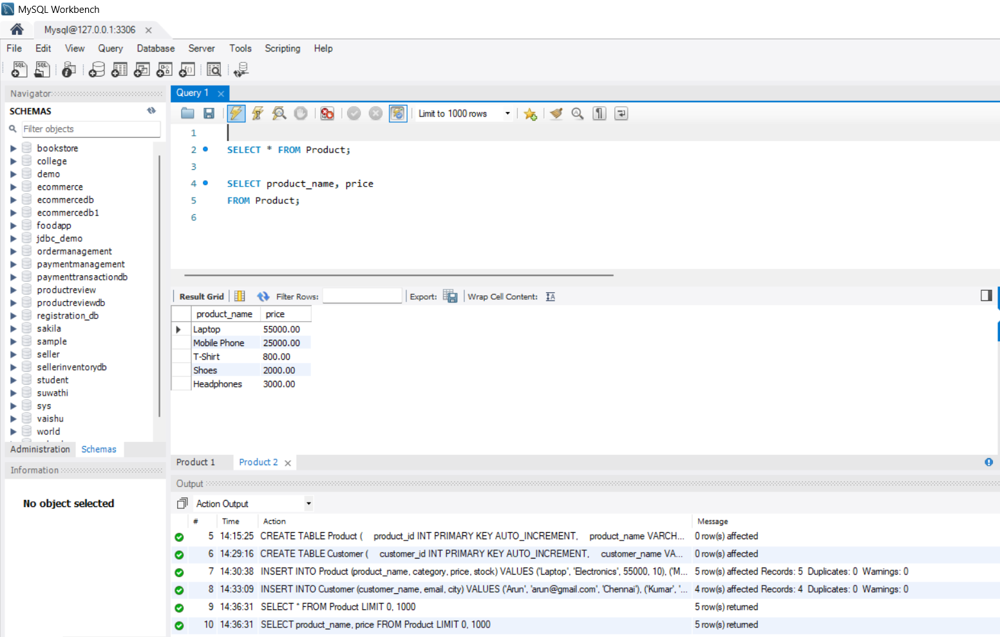 MySQL Workbench
Mysql@127.0.0.1:3306
File Edit View Query Database Server Tools Scripting Help
Navigator
SCHEMAS
Filter objects
bookstore
college
demo
ecommerce
ecommercedb
ecommercedb1
foodapp
jdbc_demo
ordermanagement
paymentmanagement
paymenttransactiondb
productreview
productreviewdb
registration_db
sakila
sample
seller
sellerinventorydb
student
suwathi
sys
vaishu
world
Administration Schemas
Information
No object selected
Query 1
Limit to 1000 rows
1
2 SELECT * FROM Product;
3
4 SELECT product_name, price
5 FROM Product;
6
Result Grid Filter Rows: Export: Wrap Cell Content:
product_name price
Laptop 55000.00
Mobile Phone 25000.00
T-Shirt 800.00
Shoes 2000.00
Headphones 3000.00
Product 1 Product 2
Output
Action Output
# Time Action Message
5 14:15:25 CREATE TABLE Product ( product_id INT PRIMARY KEY AUTO_INCREMENT, product_name VARCH... 0 row(s) affected
6 14:29:16 CREATE TABLE Customer ( customer_id INT PRIMARY KEY AUTO_INCREMENT, customer_name VA... 0 row(s) affected
7 14:30:38 INSERT INTO Product (product_name, category, price, stock) VALUES ('Laptop', 'Electronics', 55000, 10), ('M... 5 row(s) affected Records: 5 Duplicates: 0 Warnings: 0
8 14:33:09 INSERT INTO Customer (customer_name, email, city) VALUES ('Arun', 'arun@gmail.com', 'Chennai'), ('Kumar', '... 4 row(s) affected Records: 4 Duplicates: 0 Warnings: 0
9 14:36:31 SELECT * FROM Product LIMIT 0, 1000 5 row(s) returned
10 14:36:31 SELECT product_name, price FROM Product LIMIT 0, 1000 5 row(s) returned